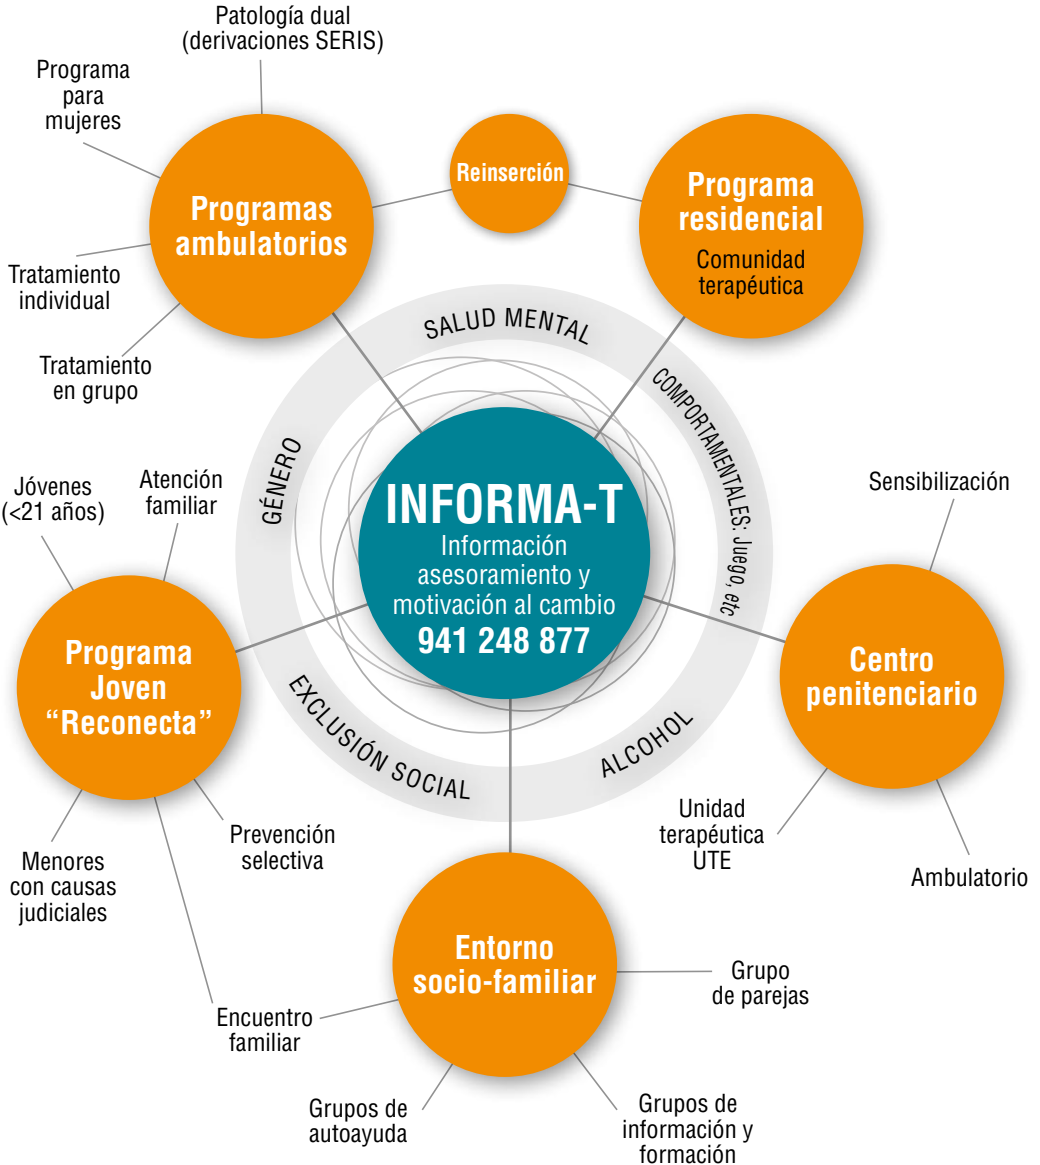 Patología dual
(derivaciones SERIS)
Programa
para
mujeres
Reinserción
Programas
ambulatorios
Programa
residencial
Comunidad
terapéutica
Tratamiento
individual
Tratamiento
en grupo
SALUD MENTAL
COMPORTAMENTALES: Juego, etc
GÉNERO
Jóvenes
(<21 años)
Atención
familiar
INFORMA-T
Información
asesoramiento y
motivación al cambio
941 248 877
Sensibilización
Programa
Joven
“Reconecta”
Centro
penitenciario
EXCLUSIÓN SOCIAL
ALCOHOL
Menores
con causas
judiciales
Prevención
selectiva
Unidad
terapéutica
UTE
Ambulatorio
Entorno
socio-familiar
Grupo
de parejas
Encuentro
familiar
Grupos de
autoayuda
Grupos de
información y
formación